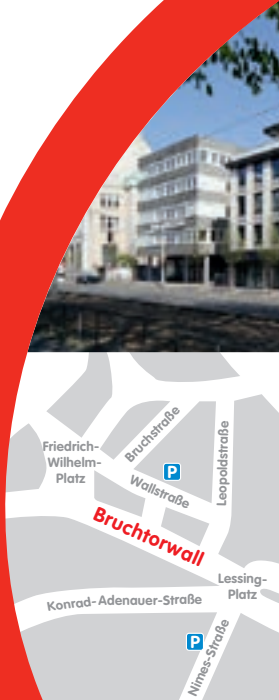 Bruchstraße
Leopoldstraße
Friedrich-
Wilhelm-
Platz
P
Wallstraße
Bruchtorwall
Lessing-
Platz
Konrad-Adenauer-Straße
P
Nimes-Straße